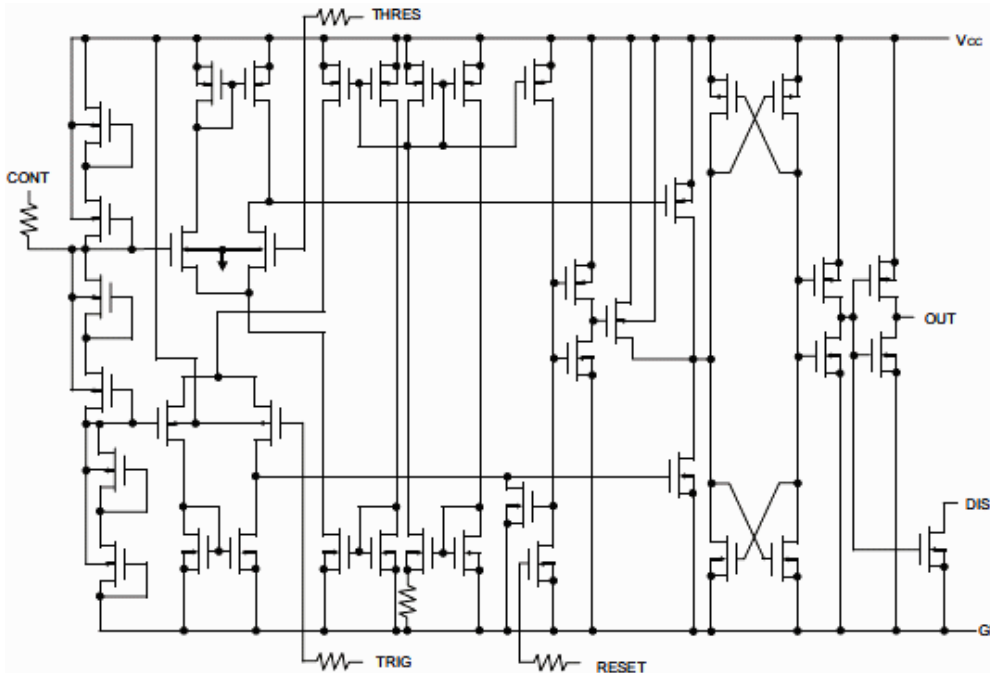 THRES
Vcc
CONT
OUT
DIS
G
TRIG
RESET